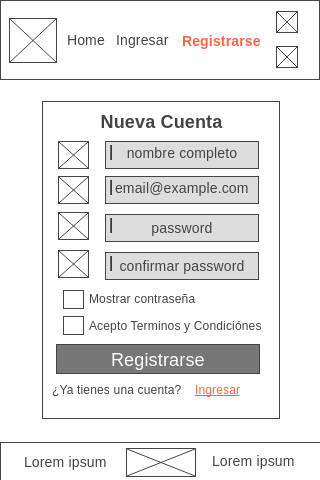 Home Ingresar Registrarse
Nueva Cuenta
nombre completo
email@example.com
password
confirmar password
Mostrar contraseña
Acepto Terminos y Condiciónes
Registrarse
¿Ya tienes una cuenta? Ingresar
Lorem ipsum Lorem ipsum